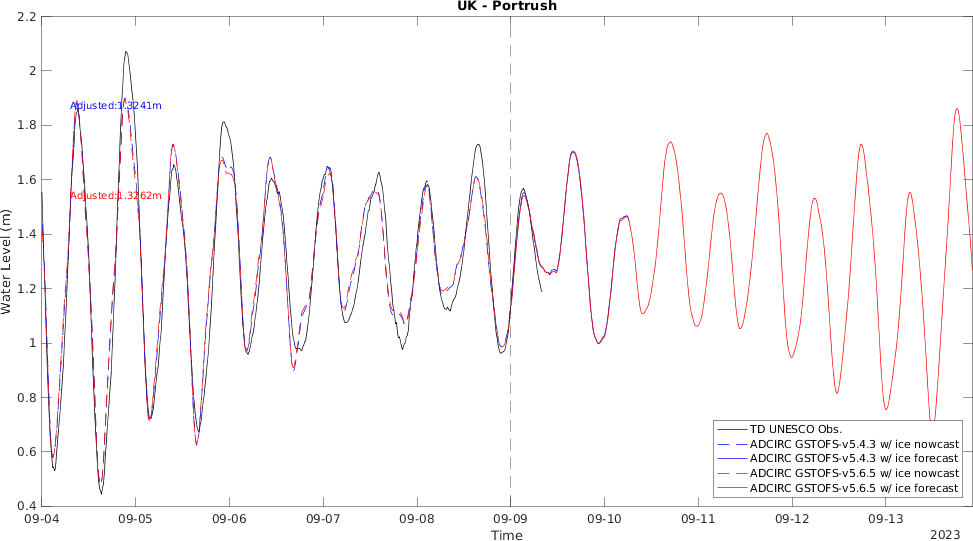 UK - Portrush
2.2
2
1.8
1.6
1.4
1.2
1
0.8
0.6
0.4
Water Level (m)
Adjusted:1.3241m
Adjusted:1.3262m
TD UNESCO Obs.
ADCIRC GSTOFS-v5.4.3 w/ ice nowcast
ADCIRC GSTOFS-v5.4.3 w/ ice forecast
ADCIRC GSTOFS-v5.6.5 w/ ice nowcast
ADCIRC GSTOFS-v5.6.5 w/ ice forecast
09-04 09-05 09-06 09-07 09-08 09-09 09-10 09-11 09-12 09-13
Time
2023